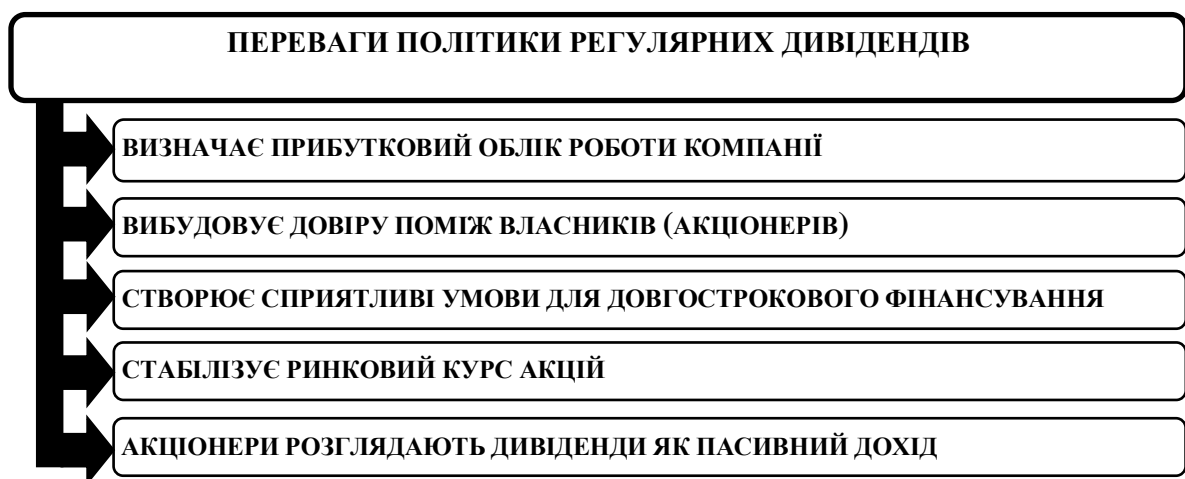 ПЕРЕВАГИ ПОЛІТИКИ РЕГУЛЯРНИХ ДИВІДЕНДІВ
ВИЗНАЧАЄ ПРИБУТКОВИЙ ОБЛІК РОБОТИ КОМПАНІЇ
ВИБУДОВУЄ ДОВІРУ ПОМІЖ ВЛАСНИКІВ (АКЦІОНЕРІВ)
СТВОРЮЄ СПРИЯТЛИВІ УМОВИ ДЛЯ ДОВГОСТРОКОВОГО ФІНАНСУВАННЯ
СТАБІЛІЗУЄ РИНКОВИЙ КУРС АКЦІЙ
АКЦІОНЕРИ РОЗГЛЯДАЮТЬ ДИВІДЕНДИ ЯК ПАСИВНИЙ ДОХІД